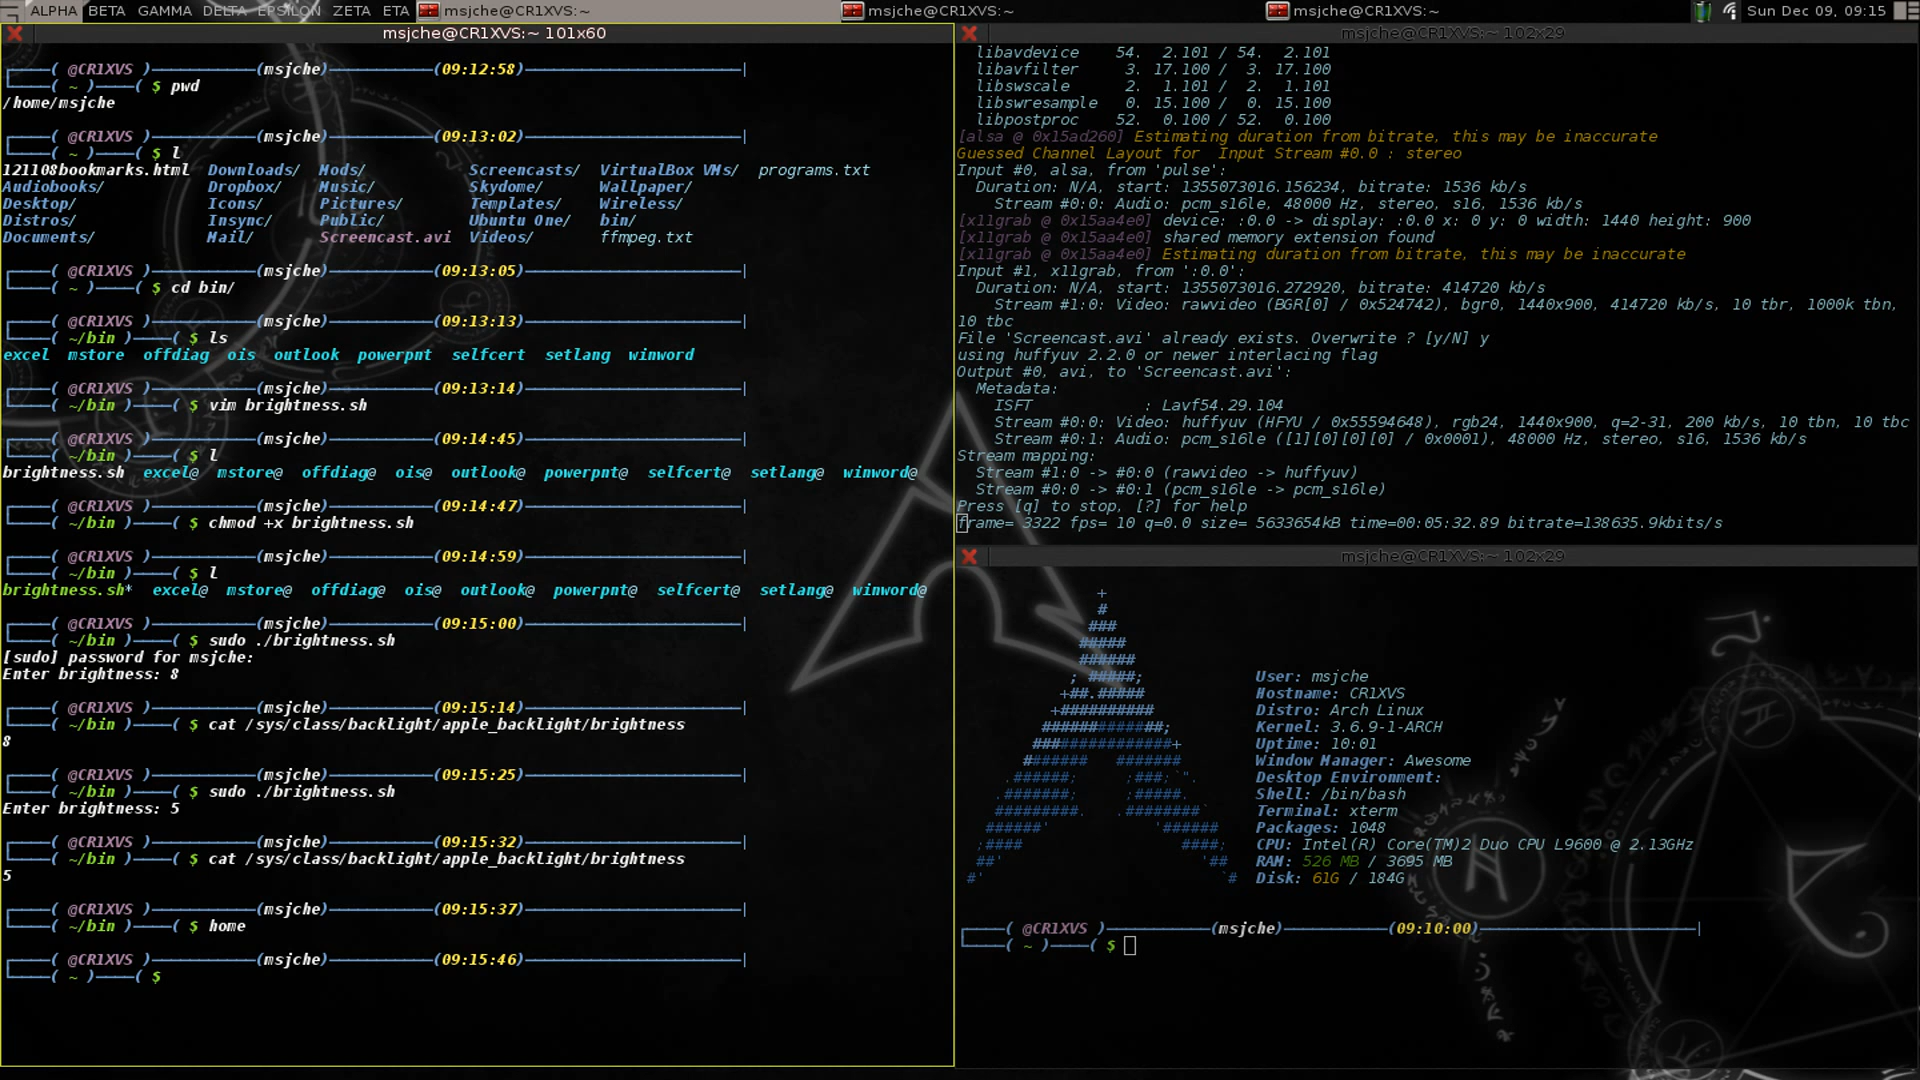 ALPHA BETA GAMMA DELTA EPSILON ZETA ETA msjche@CR1XVS:~ msjche@CR1XVS:~ msjche@CR1XVS:~ Sun Dec 09, 09:15
msjche@CR1XVS:~ 101x60
( @CR1XVS )(msjche)(09:12:58)
( ~ )( $ pwd
/home/msjche
( @CR1XVS )(msjche)(09:13:02)
( ~ )( $ l
121108bookmarks.html Downloads/ Mods/ Screencasts/ VirtualBox VMs/ programs.txt
Audiobooks/ Dropbox/ Music/ Skydome/ Wallpaper/
Desktop/ Icons/ Pictures/ Templates/ Wireless/
Distros/ Insync/ Public/ Ubuntu One/ bin/
Documents/ Mail/ Screencast.avi Videos/ ffmpeg.txt
( @CR1XVS )(msjche)(09:13:05)
( ~ )( $ cd bin/
( @CR1XVS )(msjche)(09:13:13)
( ~/bin )( $ ls
excel mstore offdiag ois outlook powerpnt selfcert setlang winword
( @CR1XVS )(msjche)(09:13:14)
( ~/bin )( $ vim brightness.sh
( @CR1XVS )(msjche)(09:14:45)
( ~/bin )( $ l
brightness.sh excel@ mstore@ offdiag@ ois@ outlook@ powerpnt@ selfcert@ setlang@ winword@
( @CR1XVS )(msjche)(09:14:47)
( ~/bin )( $ chmod +x brightness.sh
( @CR1XVS )(msjche)(09:14:59)
( ~/bin )( $ l
brightness.sh* excel@ mstore@ offdiag@ ois@ outlook@ powerpnt@ selfcert@ setlang@ winword@
( @CR1XVS )(msjche)(09:15:00)
( ~/bin )( $ sudo ./brightness.sh
[sudo] password for msjche:
Enter brightness: 8
( @CR1XVS )(msjche)(09:15:14)
( ~/bin )( $ cat /sys/class/backlight/apple_backlight/brightness
8
( @CR1XVS )(msjche)(09:15:25)
( ~/bin )( $ sudo ./brightness.sh
Enter brightness: 5
( @CR1XVS )(msjche)(09:15:32)
( ~/bin )( $ cat /sys/class/backlight/apple_backlight/brightness
5
( @CR1XVS )(msjche)(09:15:37)
( ~/bin )( $ home
( @CR1XVS )(msjche)(09:15:46)
( ~ )( $
msjche@CR1XVS:~ 102x29
libavdevice 54. 2.101 / 54. 2.101
libavfilter 3. 17.100 / 3. 17.100
libswscale 2. 1.101 / 2. 1.101
libswresample 0. 15.100 / 0. 15.100
libpostproc 52. 0.100 / 52. 0.100
[alsa @ 0x15ad260] Estimating duration from bitrate, this may be inaccurate
Guessed Channel Layout for Input Stream #0.0 : stereo
Input #0, alsa, from 'pulse':
Duration: N/A, start: 1355073016.156234, bitrate: 1536 kb/s
Stream #0:0: Audio: pcm_s16le, 48000 Hz, stereo, s16, 1536 kb/s
[x11grab @ 0x15aa4e0] device: :0.0 -> display: :0.0 x: 0 y: 0 width: 1440 height: 900
[x11grab @ 0x15aa4e0] shared memory extension found
[x11grab @ 0x15aa4e0] Estimating duration from bitrate, this may be inaccurate
Input #1, x11grab, from ':0.0':
Duration: N/A, start: 1355073016.272920, bitrate: 414720 kb/s
Stream #1:0: Video: rawvideo (BGR[0] / 0x524742), bgr0, 1440x900, 414720 kb/s, 10 tbr, 1000k tbn,
10 tbc
File 'Screencast.avi' already exists. Overwrite ? [y/N] y
using huffyuv 2.2.0 or newer interlacing flag
Output #0, avi, to 'Screencast.avi':
Metadata:
ISFT : Lavf54.29.104
Stream #0:0: Video: huffyuv (HFYU / 0x55594648), rgb24, 1440x900, q=2-31, 200 kb/s, 10 tbn, 10 tbc
Stream #0:1: Audio: pcm_s16le ([1][0][0][0] / 0x0001), 48000 Hz, stereo, s16, 1536 kb/s
Stream mapping:
Stream #1:0 -> #0:0 (rawvideo -> huffyuv)
Stream #0:0 -> #0:1 (pcm_s16le -> pcm_s16le)
Press [q] to stop, [?] for help
frame= 3322 fps= 10 q=0.0 size= 5633654kB time=00:05:32.89 bitrate=138635.9kbits/s
msjche@CR1XVS:~ 102x29
User: msjche
Hostname: CR1XVS
Distro: Arch Linux
Kernel: 3.6.9-1-ARCH
Uptime: 10:01
Window Manager: Awesome
Desktop Environment:
Shell: /bin/bash
Terminal: xterm
Packages: 1048
CPU: Intel(R) Core(TM)2 Duo CPU L9600 @ 2.13GHz
RAM: 526 MB / 3695 MB
Disk: 61G / 184G
( @CR1XVS )(msjche)(09:10:00)
( ~ )( $